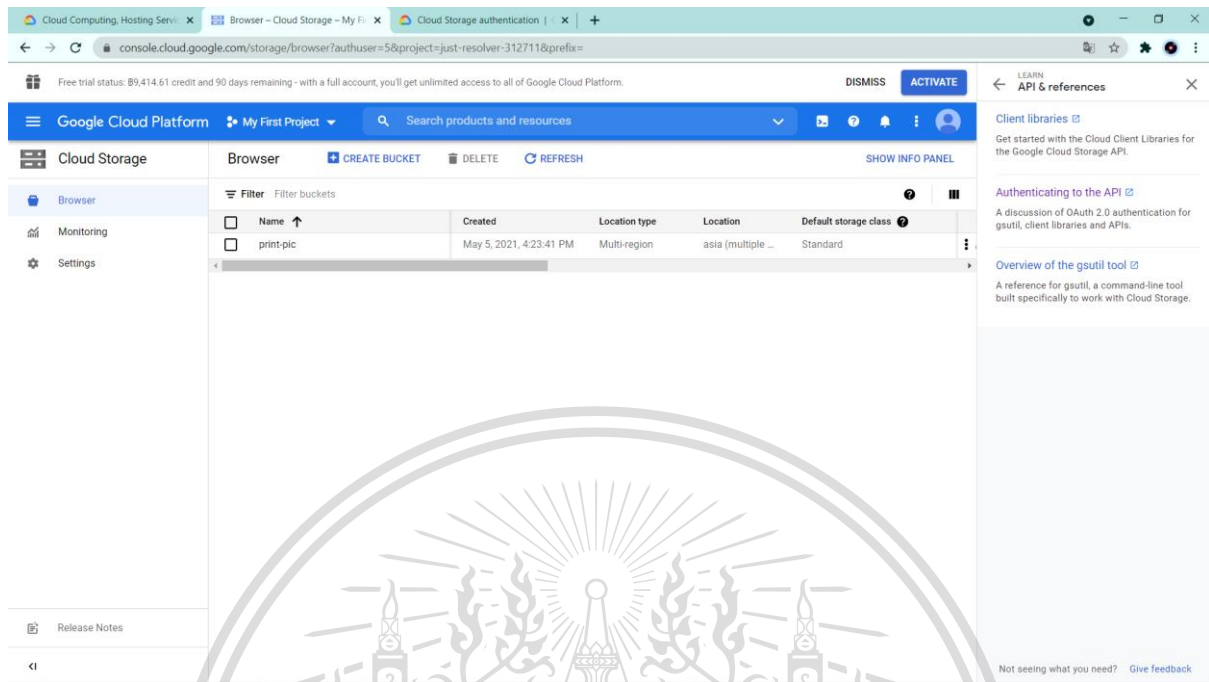 Cloud Computing, Hosting Servic
Browser – Cloud Storage – My Fi
Cloud Storage authentication |
console.cloud.google.com/storage/browser?authuser=5&project=just-resolver-312711&prefix=
Free trial status: ฿9,414.61 credit and 90 days remaining - with a full account, you'll get unlimited access to all of Google Cloud Platform.
DISMISS
ACTIVATE
Google Cloud Platform
My First Project
Search products and resources
Cloud Storage
Browser
Monitoring
Settings
Release Notes
Browser
CREATE BUCKET
DELETE
REFRESH
SHOW INFO PANEL
Filter Filter buckets
Name Created Location type Location Default storage class
print-pic May 5, 2021, 4:23:41 PM Multi-region asia (multiple ... Standard
LEARN
API & references
Client libraries
Get started with the Cloud Client Libraries for
the Google Cloud Storage API.
Authenticating to the API
A discussion of OAuth 2.0 authentication for
gsutil, client libraries and APIs.
Overview of the gsutil tool
A reference for gsutil, a command-line tool
built specifically to work with Cloud Storage.
Not seeing what you need? Give feedback